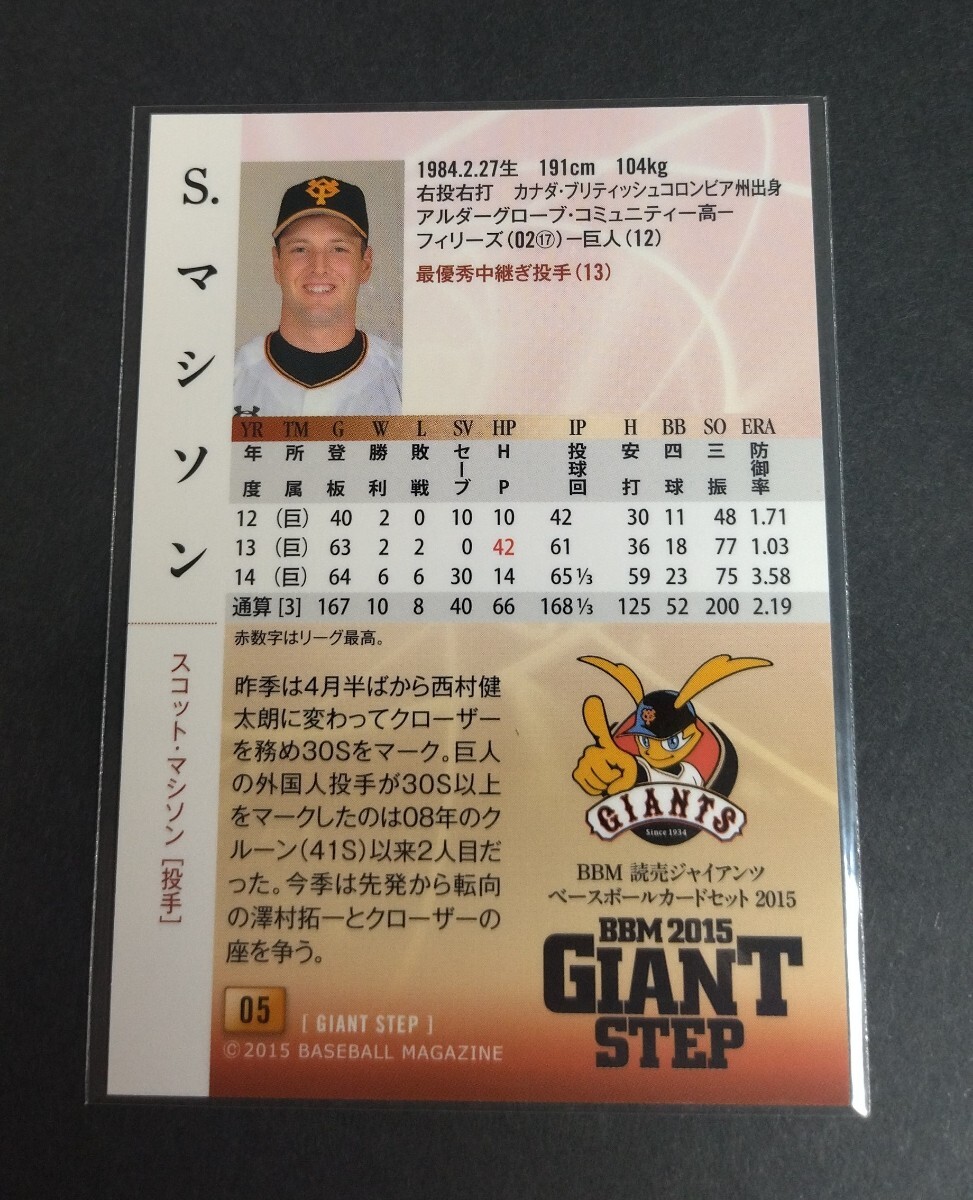 S.マシソン
スコット・マシソン [投手]
1984.2.27生 191cm 104kg
右投右打 カナダ・ブリティッシュコロンビア州出身
アルダーグローブ・コミュニティー高ー
フィリーズ(02⑰)ー巨人(12)
最優秀中継ぎ投手(13)
YR TM G W L SV HP IP H BB SO ERA
年度 所属 登板 勝利 敗戦 セーブ HP 投球回 安打 四球 三振 防御率
12 (巨) 40 2 0 10 10 42 30 11 48 1.71
13 (巨) 63 2 2 0 42 61 36 18 77 1.03
14 (巨) 64 6 6 30 14 65 1/3 59 23 75 3.58
通算 [3] 167 10 8 40 66 168 1/3 125 52 200 2.19
赤数字はリーグ最高。
昨季は4月半ばから西村健
太朗に変わってクローザー
を務め30Sをマーク。巨人
の外国人投手が30S以上
をマークしたのは08年のク
ルーン(41S)以来2人目だ
った。今季は先発から転向
の澤村拓一とクローザーの
座を争う。
GIANTS
Since 1934
BBM 読売ジャイアンツ
ベースボールカードセット 2015
BBM 2015
GIANT
STEP
05
[ GIANT STEP ]
©2015 BASEBALL MAGAZINE